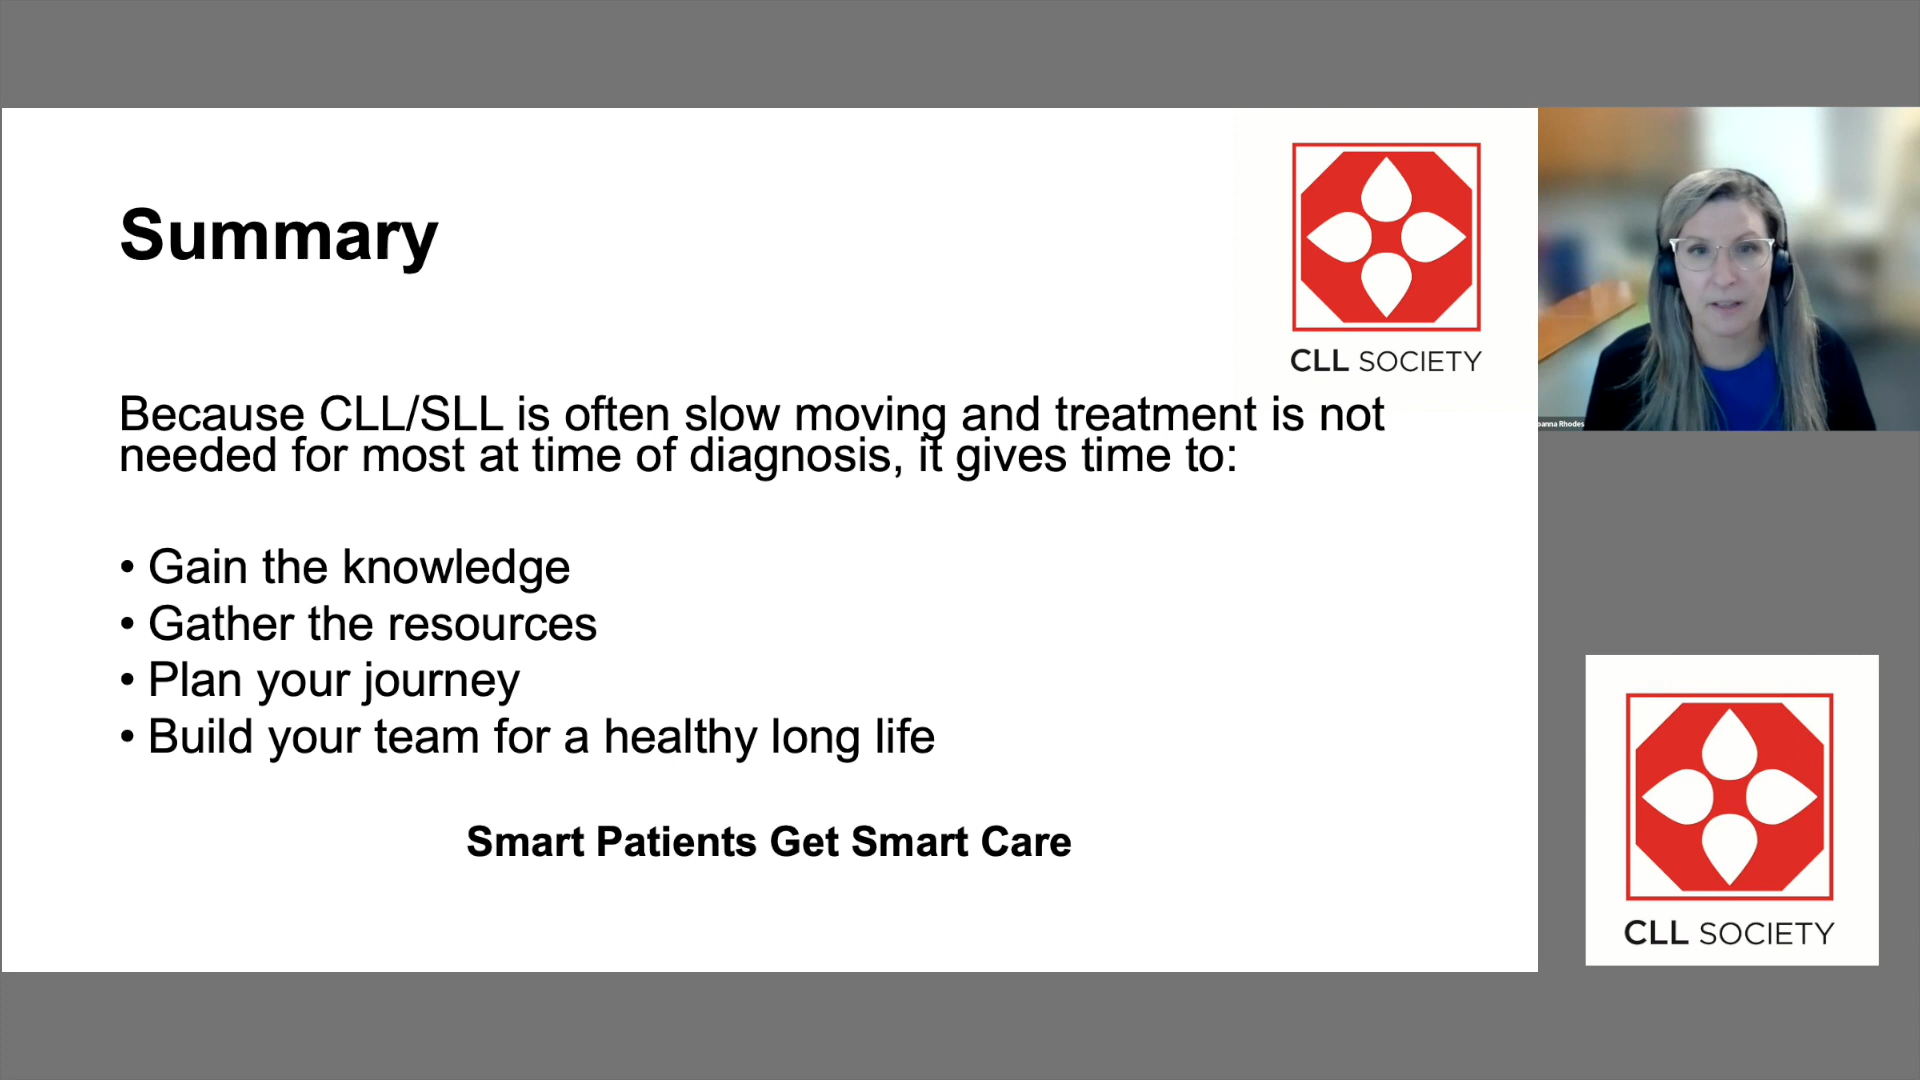 Summary
CLL SOCIETY
Because CLL/SLL is often slow moving and treatment is not
needed for most at time of diagnosis, it gives time to:
• Gain the knowledge
• Gather the resources
• Plan your journey
• Build your team for a healthy long life
Smart Patients Get Smart Care
Rhodes
CLL SOCIETY